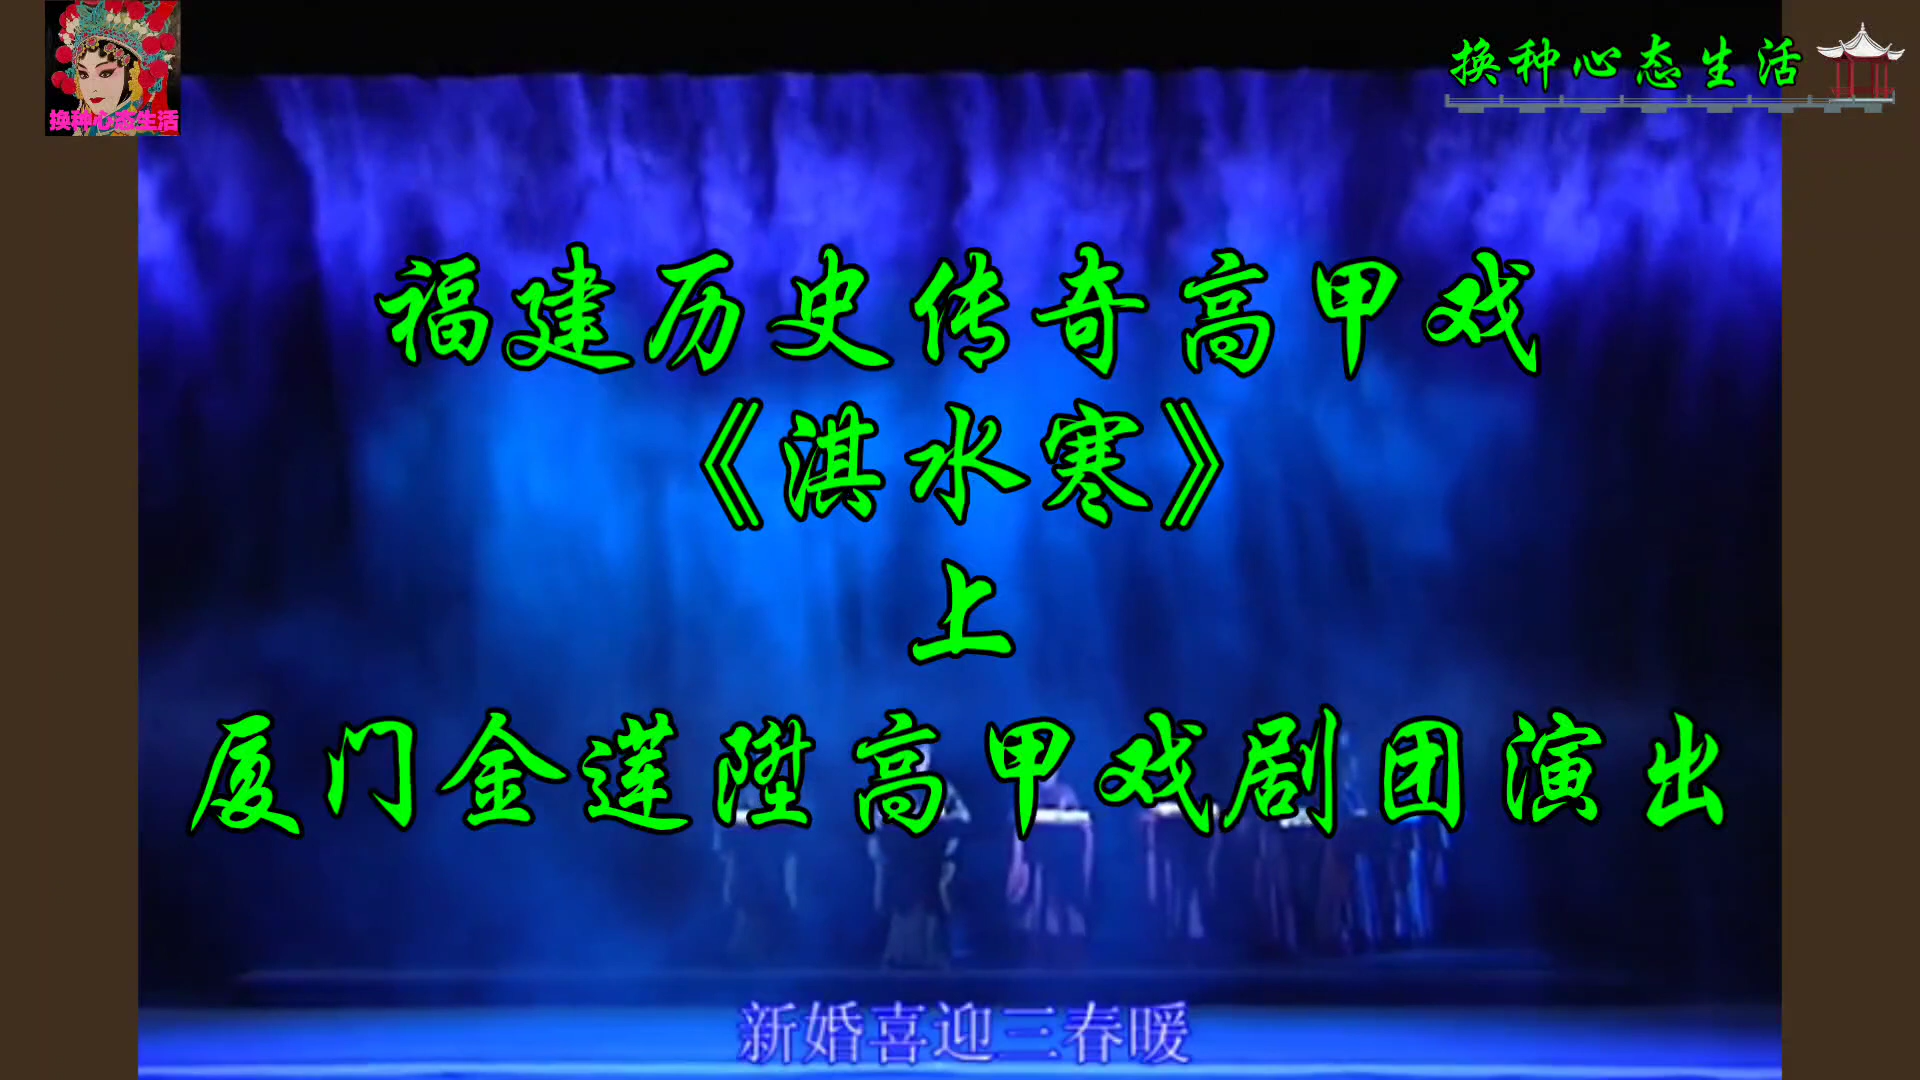 换种心态生活
换种心态生活
福建历史传奇高甲戏
《淇水寒》
上
厦门金莲陞高甲戏剧团演出
新婚喜迎三春暖